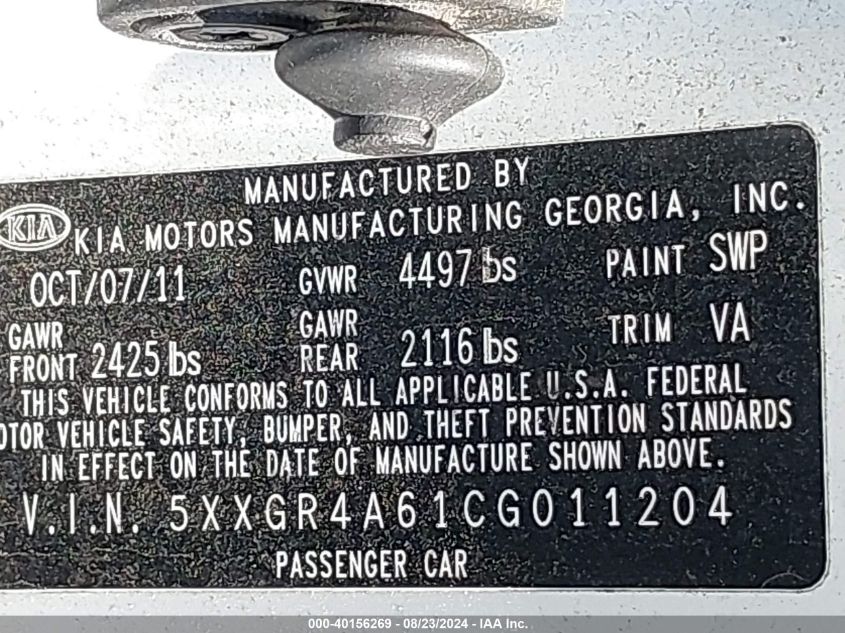 MANUFACTURED BY
KIA KIA MOTORS MANUFACTURING GEORGIA, INC.
OCT/07/11 GVWR 4497 lbs PAINT SWP
GAWR FRONT 2425 lbs GAWR REAR 2116 lbs TRIM VA
THIS VEHICLE CONFORMS TO ALL APPLICABLE U.S.A. FEDERAL
OTOR VEHICLE SAFETY, BUMPER, AND THEFT PREVENTION STANDARDS
IN EFFECT ON THE DATE OF MANUFACTURE SHOWN ABOVE.
V.I.N. 5XXGR4A61CG011204
PASSENGER CAR
000-40156269 - 08/23/2024 - IAA Inc.